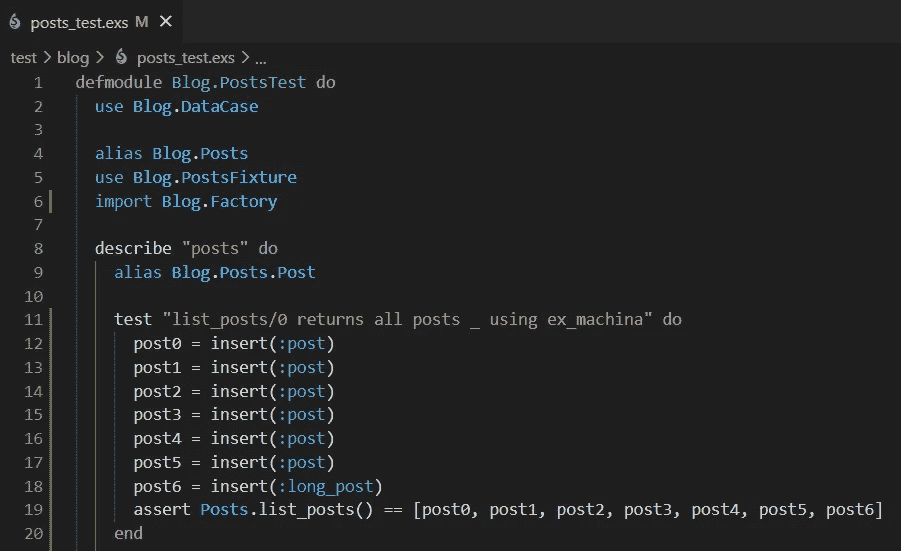 posts_test.exs M ✕
test > blog > posts_test.exs > ...
1 defmodule Blog.PostsTest do
2 use Blog.DataCase
3
4 alias Blog.Posts
5 use Blog.PostsFixture
6 import Blog.Factory
7
8 describe "posts" do
9 alias Blog.Posts.Post
10
11 test "list_posts/0 returns all posts _ using ex_machina" do
12 post0 = insert(:post)
13 post1 = insert(:post)
14 post2 = insert(:post)
15 post3 = insert(:post)
16 post4 = insert(:post)
17 post5 = insert(:post)
18 post6 = insert(:long_post)
19 assert Posts.list_posts() == [post0, post1, post2, post3, post4, post5, post6]
20 end